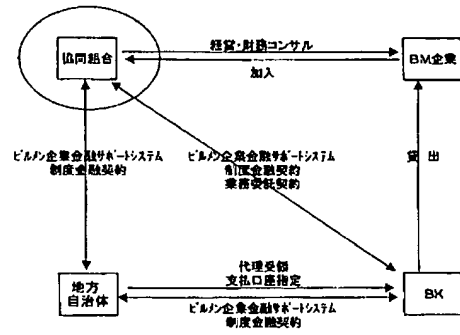 経営・財務コンサル
協同組合
BM企業
加入
ビルメン企業金融サポートシステム
制度金融契約
ビルメン企業金融サポートシステム
制度金融契約
業務委託契約
貸出
代理受領
支払口座指定
地方
自治体
BK
ビルメン企業金融サポートシステム
制度金融契約